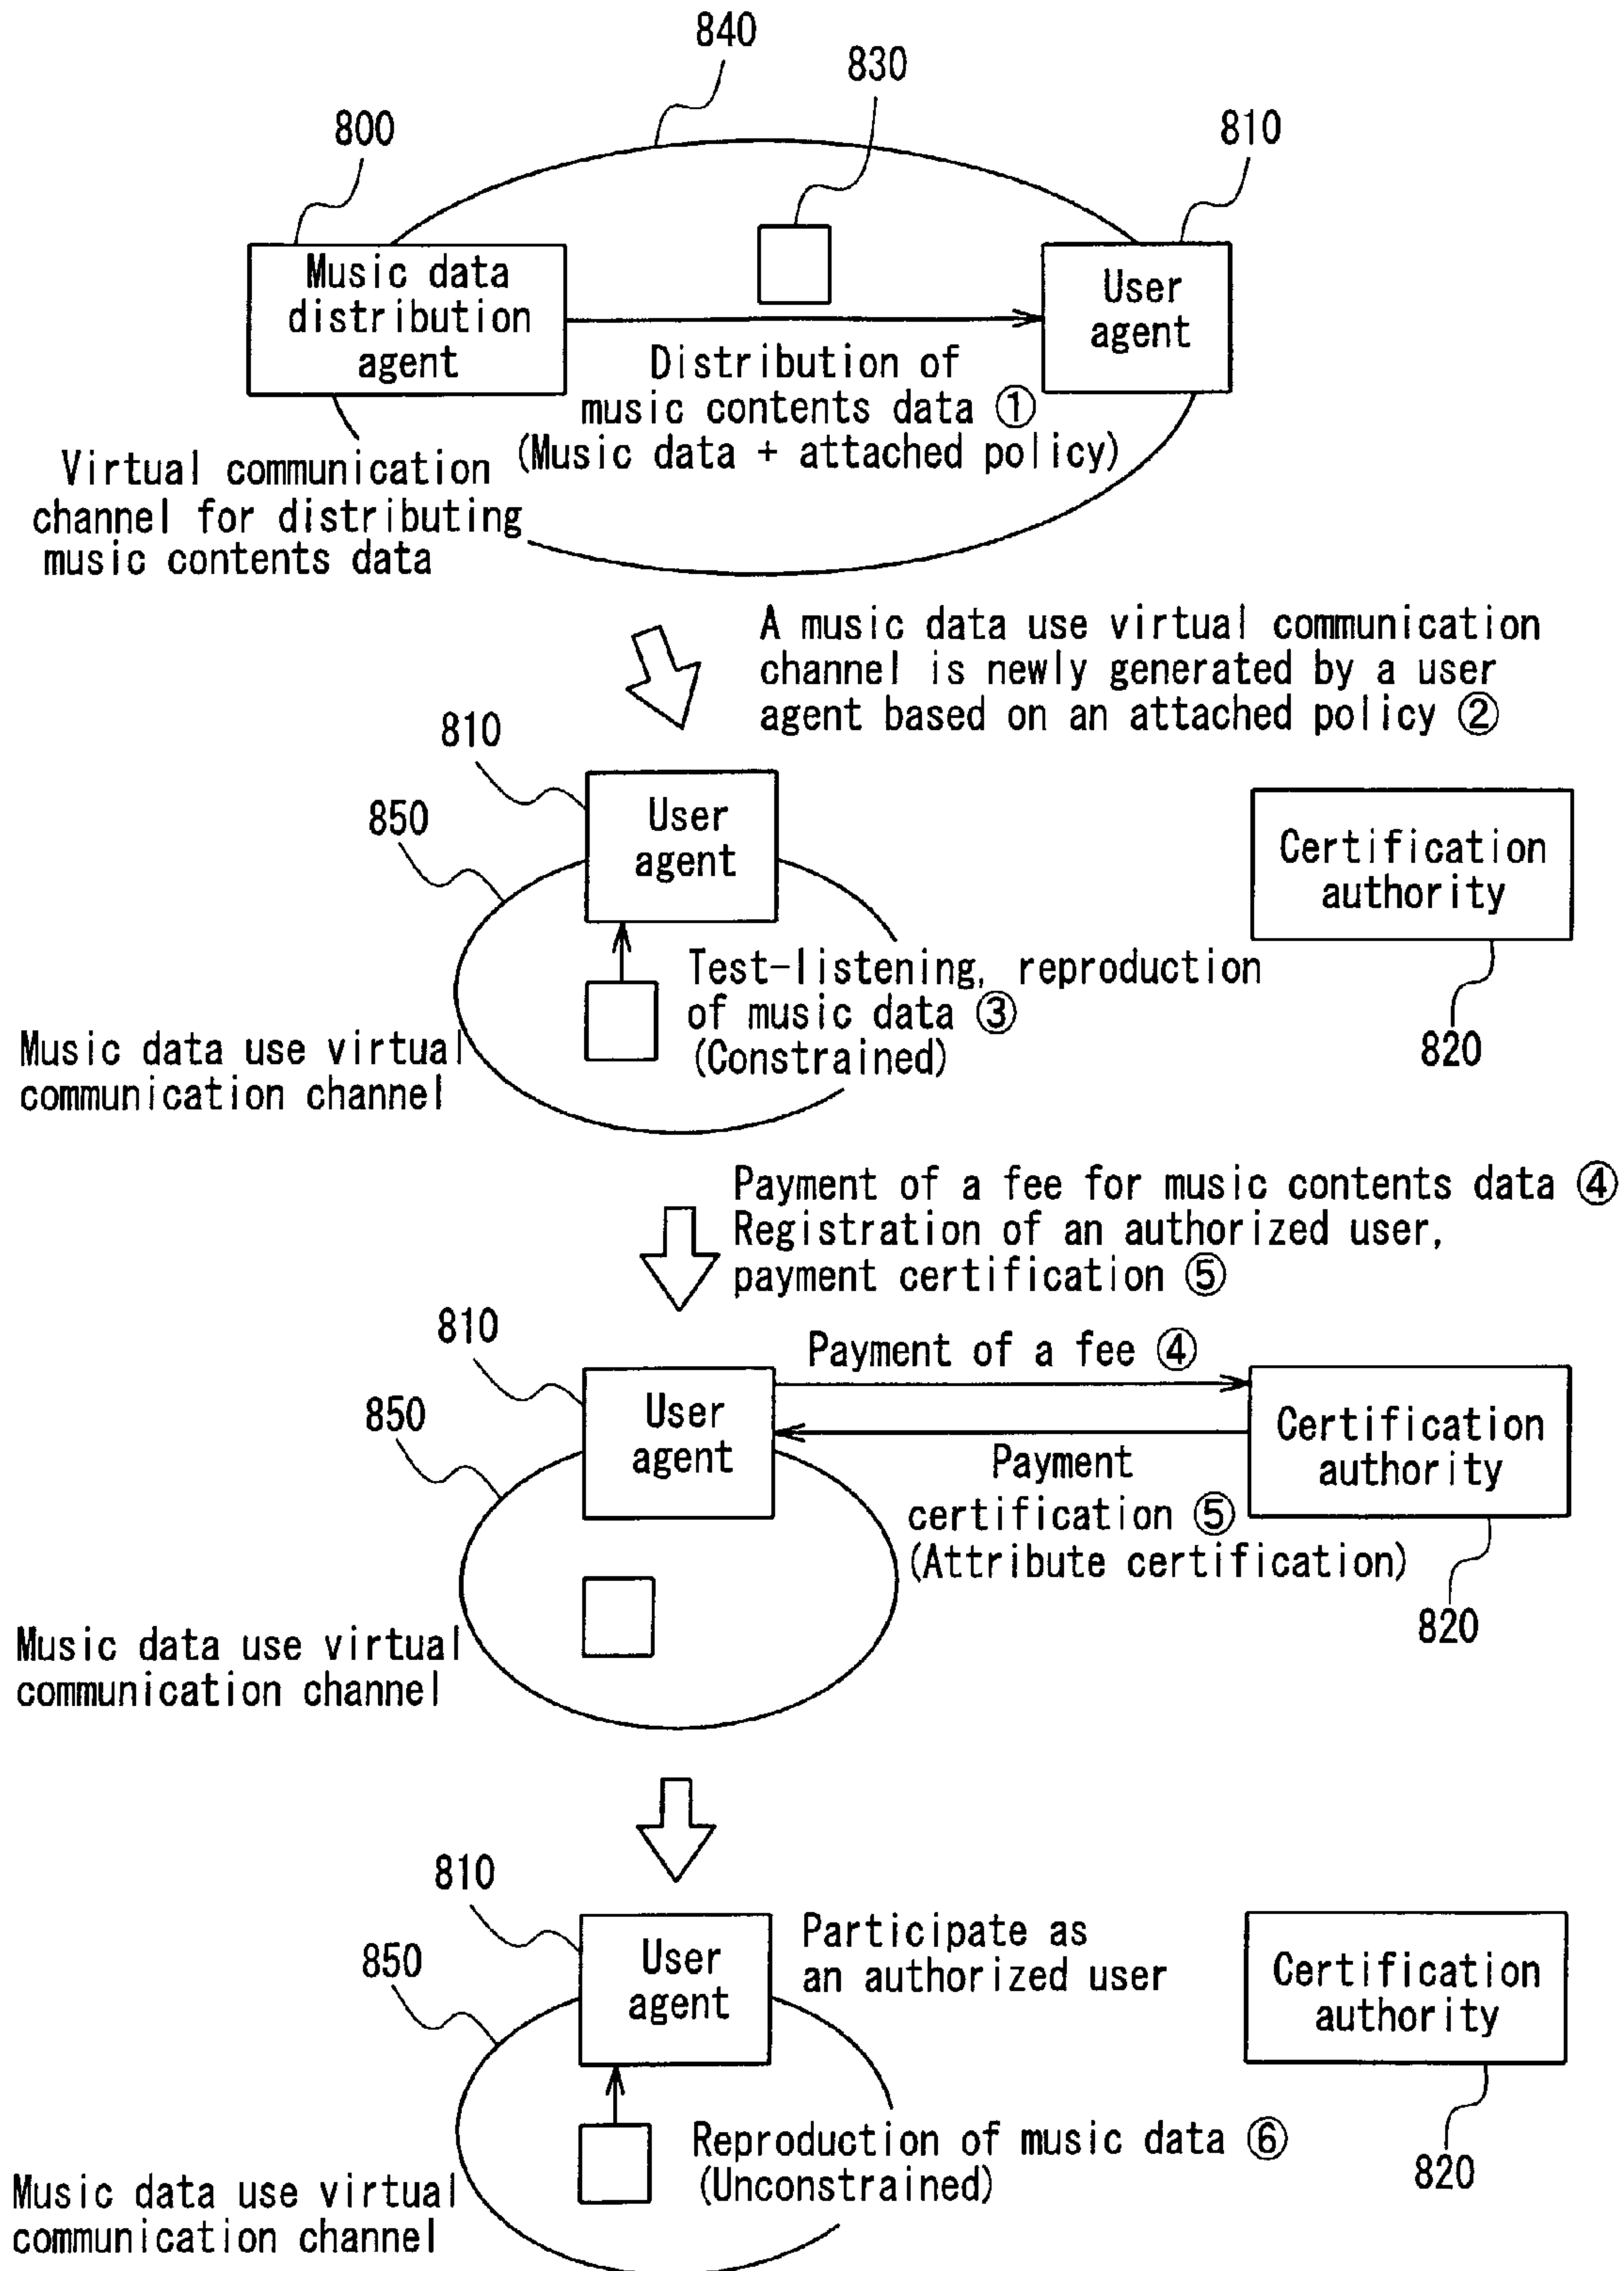 840
830
800
810
Music data
distribution
agent
User
agent
Distribution of
music contents data ①
(Music data + attached policy)
Virtual communication
channel for distributing
music contents data
A music data use virtual communication
channel is newly generated by a user
agent based on an attached policy ②
810
850
User
agent
Certification
authority
820
Test-listening, reproduction
of music data ③
(Constrained)
Music data use virtual
communication channel
Payment of a fee for music contents data ④
Registration of an authorized user,
payment certification ⑤
810
850
User
agent
Payment of a fee ④
Payment
certification ⑤
(Attribute certification)
Certification
authority
820
Music data use virtual
communication channel
810
850
User
agent
Participate as
an authorized user
Certification
authority
820
Reproduction of music data ⑥
(Unconstrained)
Music data use virtual
communication channel